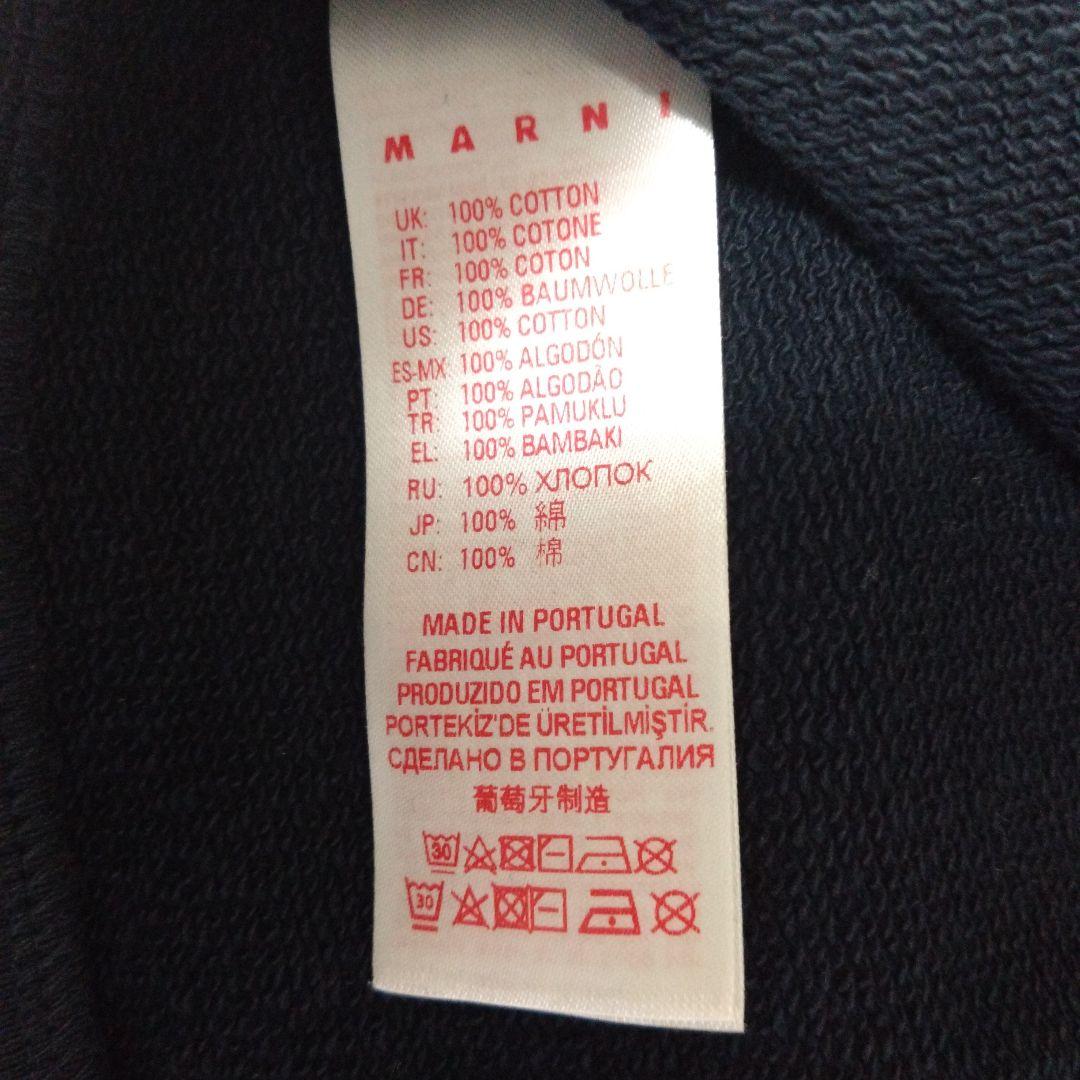 MARNI
UK: 100% COTTON
IT: 100% COTONE
FR: 100% COTON
DE: 100% BAUMWOLLE
US: 100% COTTON
ES-MX: 100% ALGODÓN
PT: 100% ALGODÃO
TR: 100% PAMUKLU
EL: 100% BAMBAKI
RU: 100% ХЛОПОК
JP: 100% 綿
CN: 100% 棉
MADE IN PORTUGAL
FABRIQUÉ AU PORTUGAL
PRODUZIDO EM PORTUGAL
PORTEKİZ'DE ÜRETİLMİŞTİR.
СДЕЛАНО В ПОРТУГАЛИЯ
葡萄牙制造
30
30